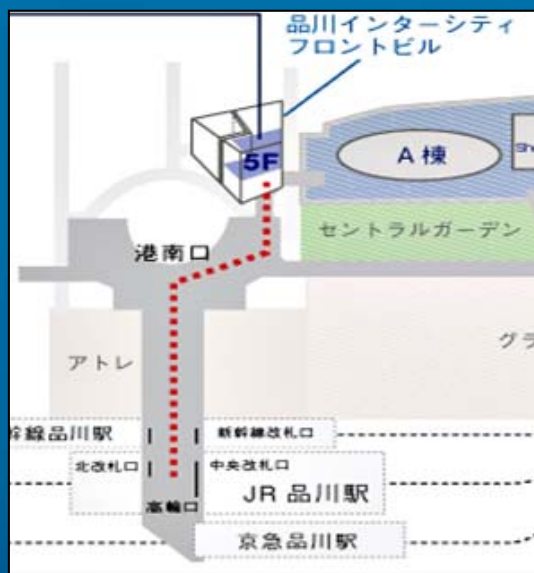 品川インターシティ
フロントビル
5F
A棟
Sh
港南口
セントラルガーデン
アトレ
グラ
幹線品川駅
新幹線改札口
北改札口
中央改札口
JR 品川駅
高輪口
京急品川駅